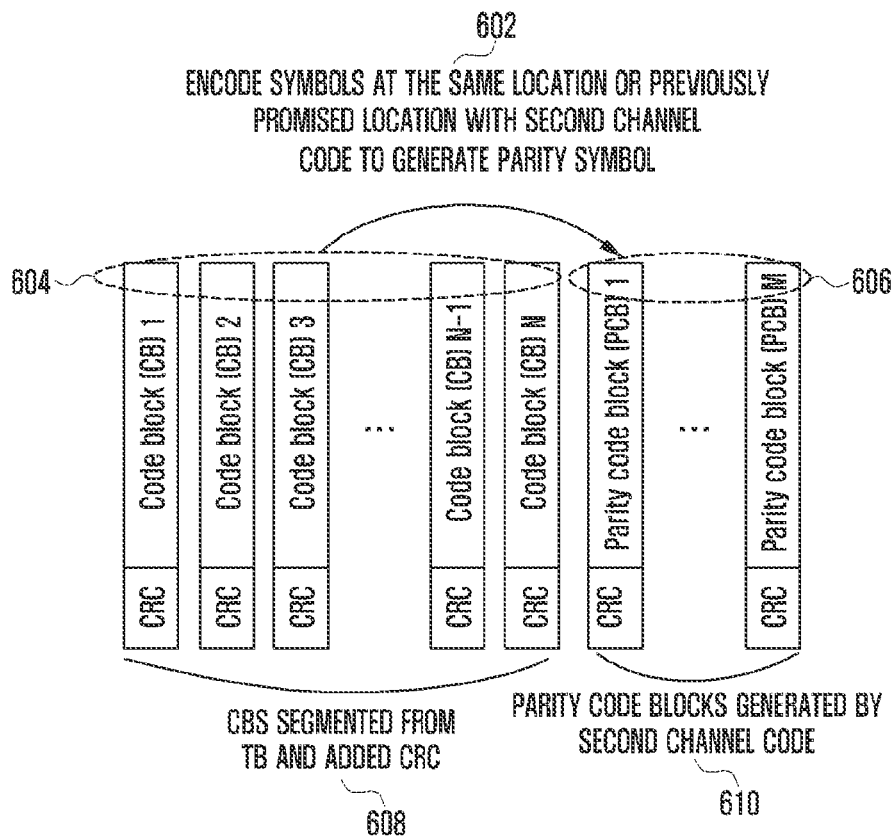 602
ENCODE SYMBOLS AT THE SAME LOCATION OR PREVIOUSLY
PROMISED LOCATION WITH SECOND CHANNEL
CODE TO GENERATE PARITY SYMBOL
604
606
Code block (CB) 1
Code block (CB) 2
Code block (CB) 3
...
Code block (CB) N-1
Code block (CB) N
Parity code block (PCB) 1
...
Parity code block (PCB) M
CRC
CRC
CRC
CRC
CRC
CRC
CRC
CBS SEGMENTED FROM
TB AND ADDED CRC
608
PARITY CODE BLOCKS GENERATED BY
SECOND CHANNEL CODE
610